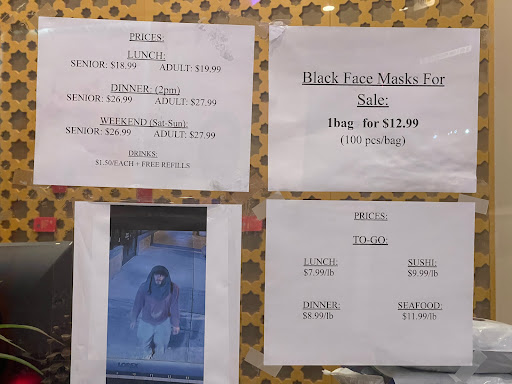 PRICES:
LUNCH:
SENIOR: $18.99 ADULT: $19.99
DINNER: (2pm)
SENIOR: $26.99 ADULT: $27.99
WEEKEND (Sat-Sun):
SENIOR: $26.99 ADULT: $27.99
DRINKS:
$1.50/EACH + FREE REFILLS
Black Face Masks For
Sale:
1bag for $12.99
(100 pcs/bag)
PRICES:
TO-GO:
LUNCH: SUSHI:
$7.99/lb $9.99/lb
DINNER: SEAFOOD:
$8.99/lb $11.99/lb